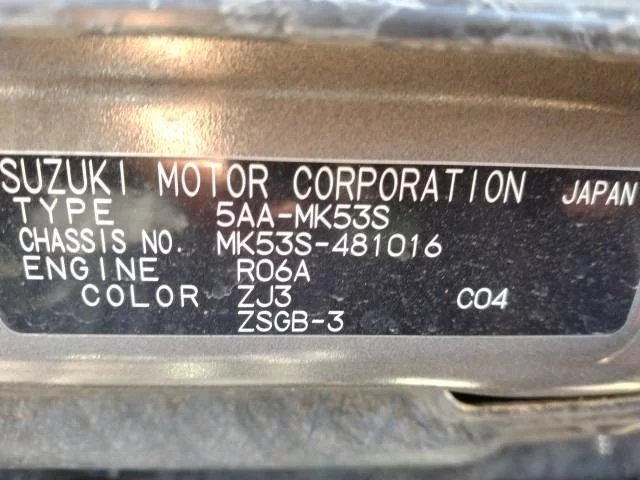 SUZUKI MOTOR CORPORATION JAPAN
TYPE 5AA-MK53S
CHASSIS NO. MK53S-481016
ENGINE R06A
COLOR ZJ3 C04
ZSGB-3